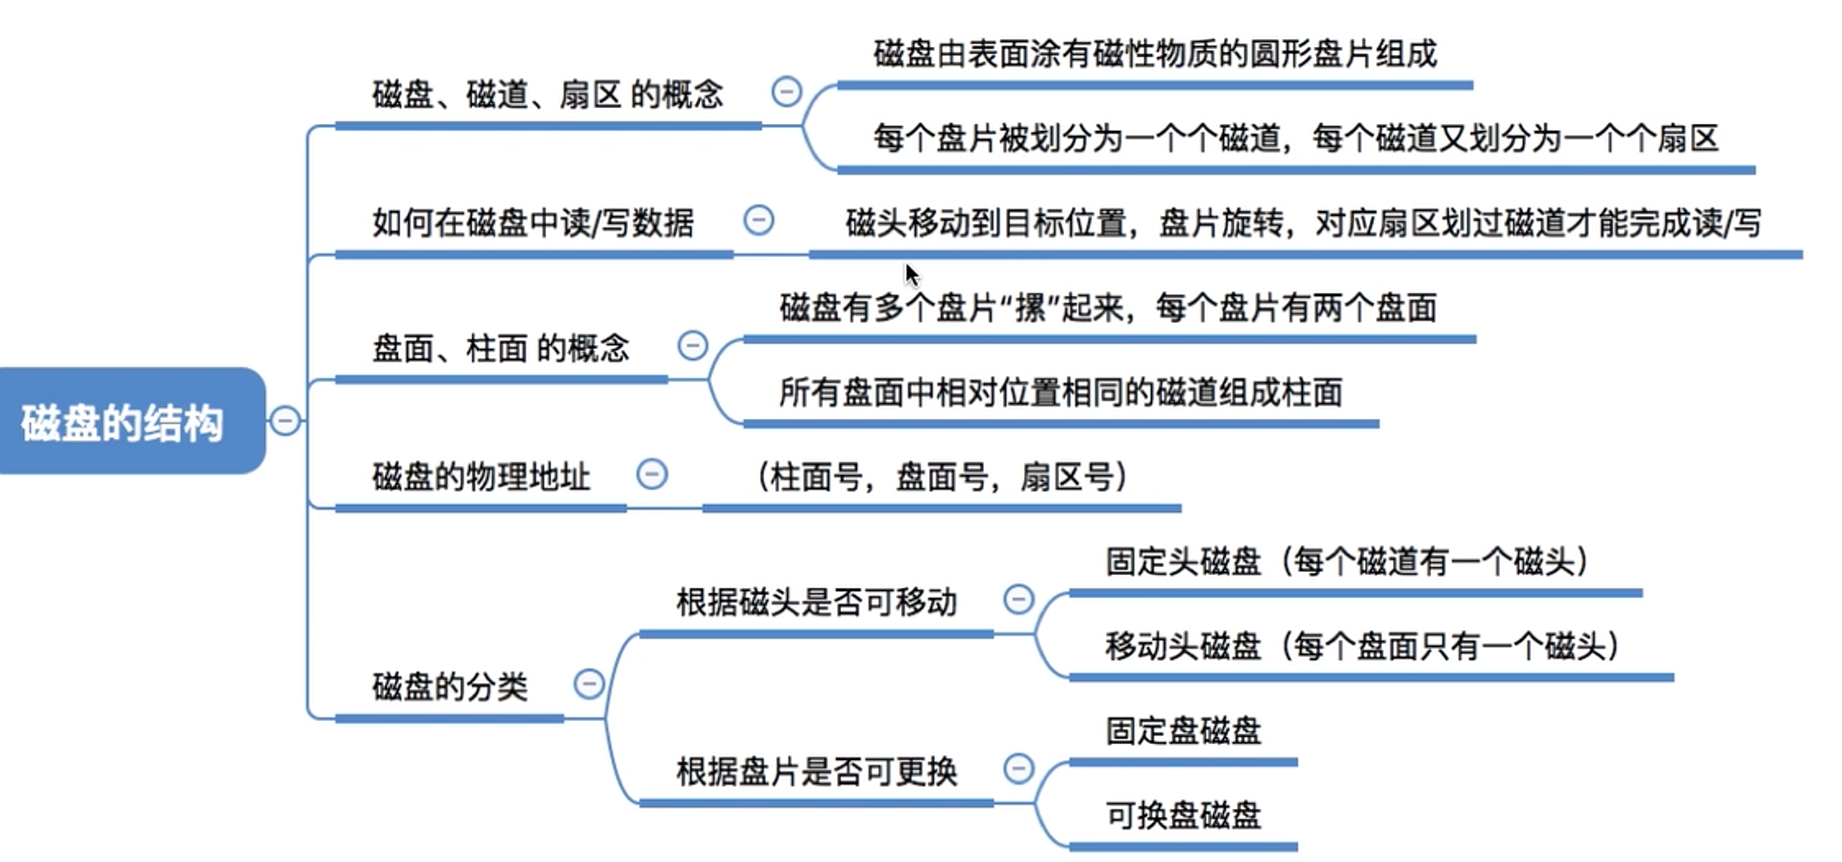 磁盘的结构
磁盘、磁道、扇区 的概念
磁盘由表面涂有磁性物质的圆形盘片组成
每个盘片被划分为一个个磁道，每个磁道又划分为一个个扇区
如何在磁盘中读/写数据
磁头移动到目标位置，盘片旋转，对应扇区划过磁道才能完成读/写
盘面、柱面 的概念
磁盘有多个盘片“摞”起来，每个盘片有两个盘面
所有盘面中相对位置相同的磁道组成柱面
磁盘的物理地址
（柱面号，盘面号，扇区号）
磁盘的分类
根据磁头是否可移动
固定头磁盘（每个磁道有一个磁头）
移动头磁盘（每个盘面只有一个磁头）
根据盘片是否可更换
固定盘磁盘
可换盘磁盘